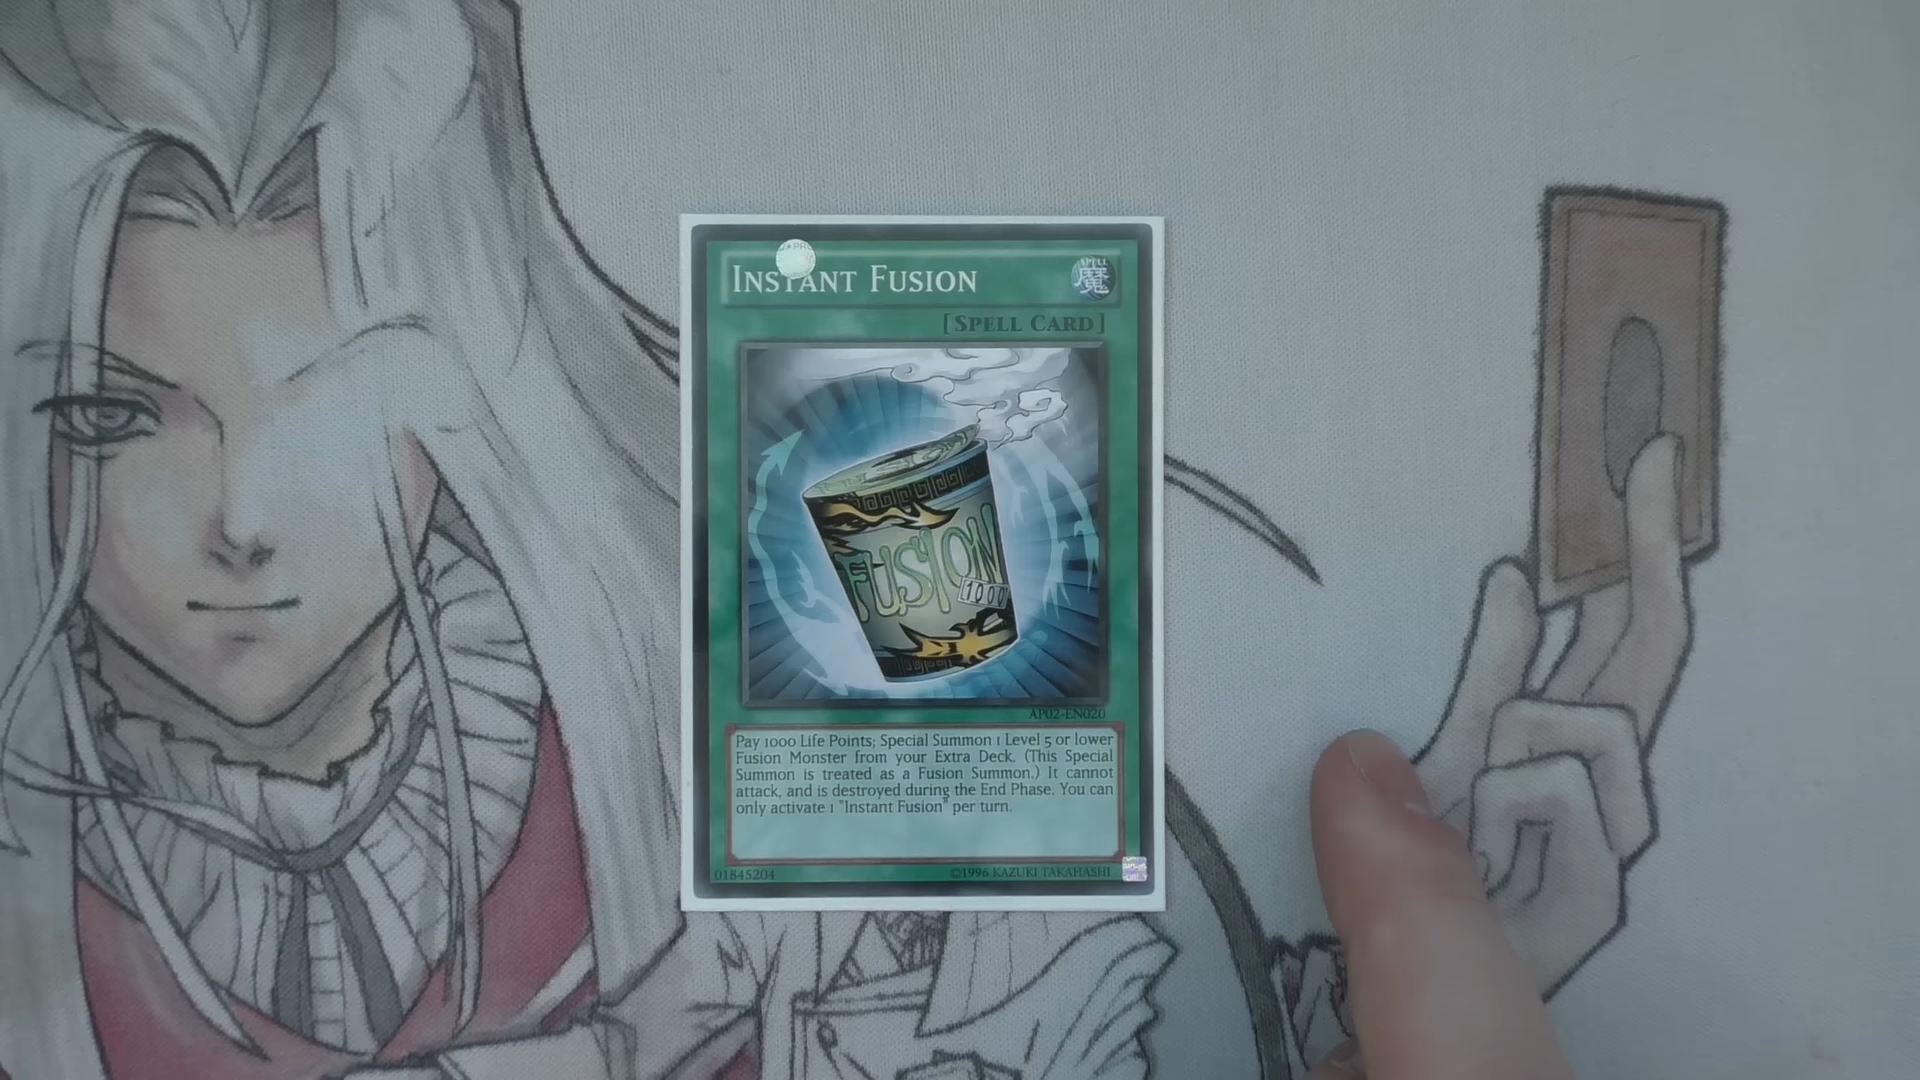 INSTANT FUSION
魔
[SPELL CARD]
FUSION
1000
AP02-EN020
Pay 1000 Life Points; Special Summon 1 Level 5 or lower
Fusion Monster from your Extra Deck. (This Special
Summon is treated as a Fusion Summon.) It cannot
attack, and is destroyed during the End Phase. You can
only activate 1 "Instant Fusion" per turn.
01845204
©1996 KAZUKI TAKAHASHI